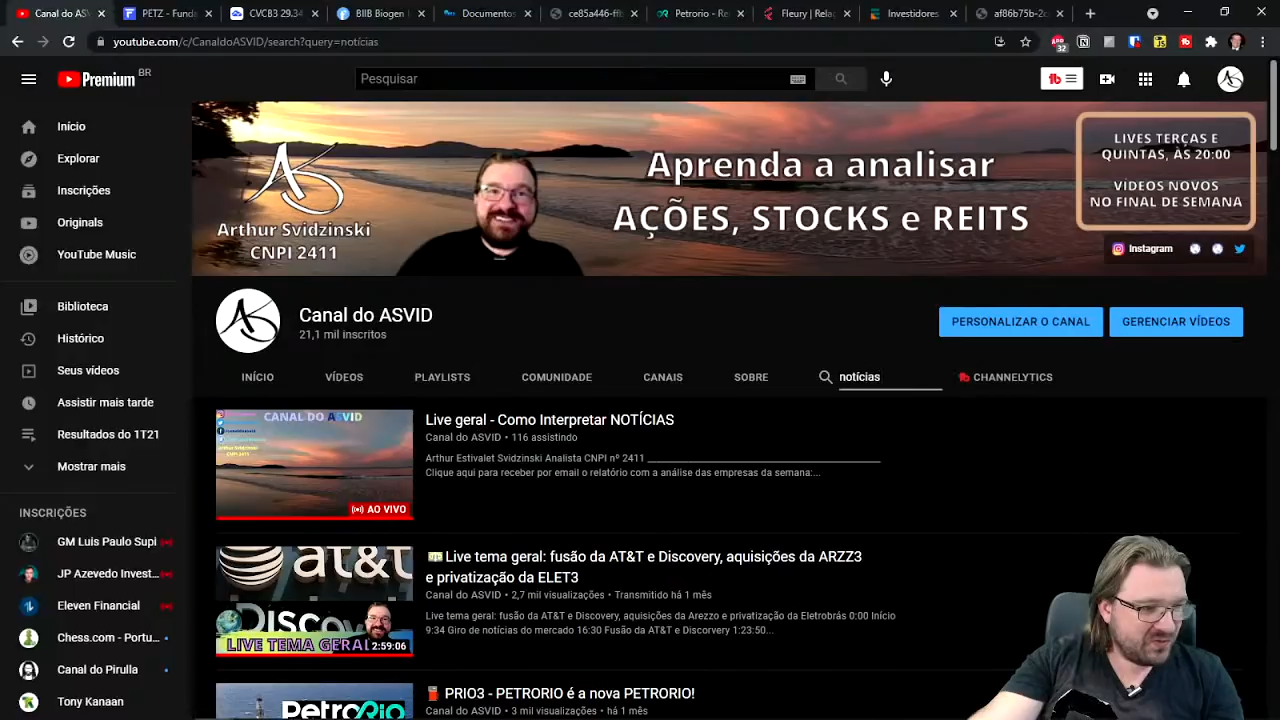 Canal do AS
PETZ - Funda
CVCB3 29.34
BIIB Biogen
Documentos
ce85a446-ff
Petrorio - Re
Fleury | Rela
Investidores
af86b75b-2
youtube.com/c/CanaldoASVID/search?query=notícias
32
Premium BR
Pesquisar
Início
Explorar
Inscrições
Originals
YouTube Music
Biblioteca
Histórico
Seus vídeos
Assistir mais tarde
Resultados do 1T21
Mostrar mais
INSCRIÇÕES
GM Luis Paulo Supi
JP Azevedo Invest...
Eleven Financial
Chess.com - Portu...
Canal do Pirulla
Tony Kanaan
AS
Arthur Svidzinski
CNPI 2411
Aprenda a analisar
AÇÕES, STOCKS e REITS
LIVES TERÇAS E
QUINTAS, ÀS 20:00
VÍDEOS NOVOS
NO FINAL DE SEMANA
Instagram
Canal do ASVID
21,1 mil inscritos
PERSONALIZAR O CANAL
GERENCIAR VÍDEOS
INÍCIO
VÍDEOS
PLAYLISTS
COMUNIDADE
CANAIS
SOBRE
notícias
CHANNELYTICS
CANAL DO ASVID
AO VIVO
Live geral - Como Interpretar NOTÍCIAS
Canal do ASVID • 116 assistindo
Arthur Estivalet Svidzinski Analista CNPI nº 2411 ____________________________________
Clique aqui para receber por email o relatório com a análise das empresas da semana:...
at&t
Discov
LIVE TEMA GERAL
2:59:06
Live tema geral: fusão da AT&T e Discovery, aquisições da ARZZ3
e privatização da ELET3
Canal do ASVID • 2,7 mil visualizações • Transmitido há 1 mês
Live tema geral: fusão da AT&T e Discovery, aquisições da Arezzo e privatização da Eletrobrás 0:00 Início
9:34 Giro de notícias do mercado 16:30 Fusão da AT&T e Discorvery 1:23:50...
PetroRio
PRIO3 - PETRORIO é a nova PETRORIO!
Canal do ASVID • 3 mil visualizações • há 1 mês